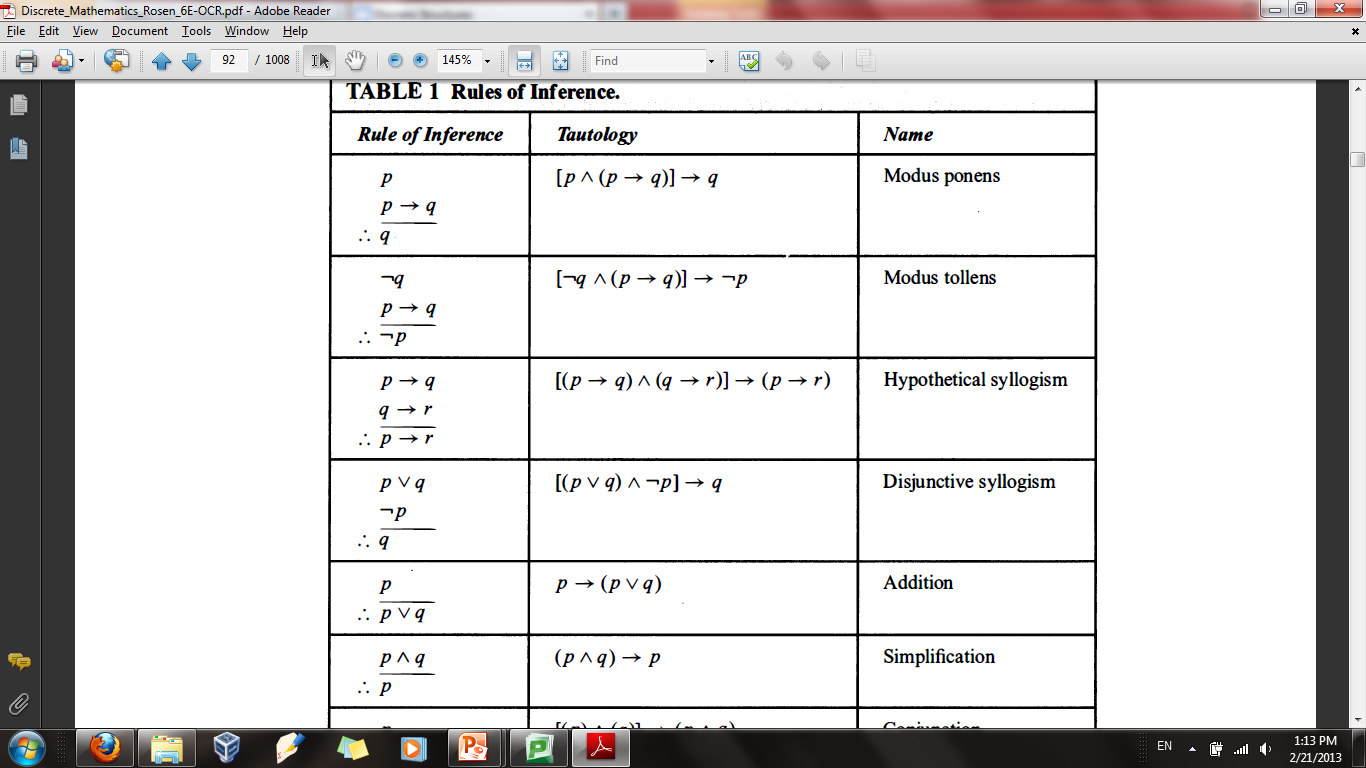 Discrete_Mathematics_Rosen_6E-OCR.pdf - Adobe Reader
File Edit View Document Tools Window Help
92 / 1008 145% Find
TABLE 1 Rules of Inference.
Rule of Inference Tautology Name
p [p ∧ (p → q)] → q Modus ponens
p → q
∴ q
¬q [¬q ∧ (p → q)] → ¬p Modus tollens
p → q
∴ ¬p
p → q [(p → q) ∧ (q → r)] → (p → r) Hypothetical syllogism
q → r
∴ p → r
p ∨ q [(p ∨ q) ∧ ¬p] → q Disjunctive syllogism
¬p
∴ q
p p → (p ∨ q) Addition
∴ p ∨ q
p ∧ q (p ∧ q) → p Simplification
∴ p
EN 1:13 PM
2/21/2013